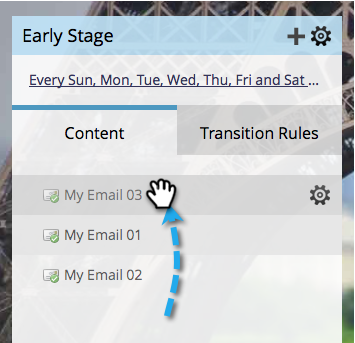 Early Stage
Every Sun, Mon, Tue, Wed, Thu, Fri and Sat ...
Content
Transition Rules
My Email 03
My Email 01
My Email 02